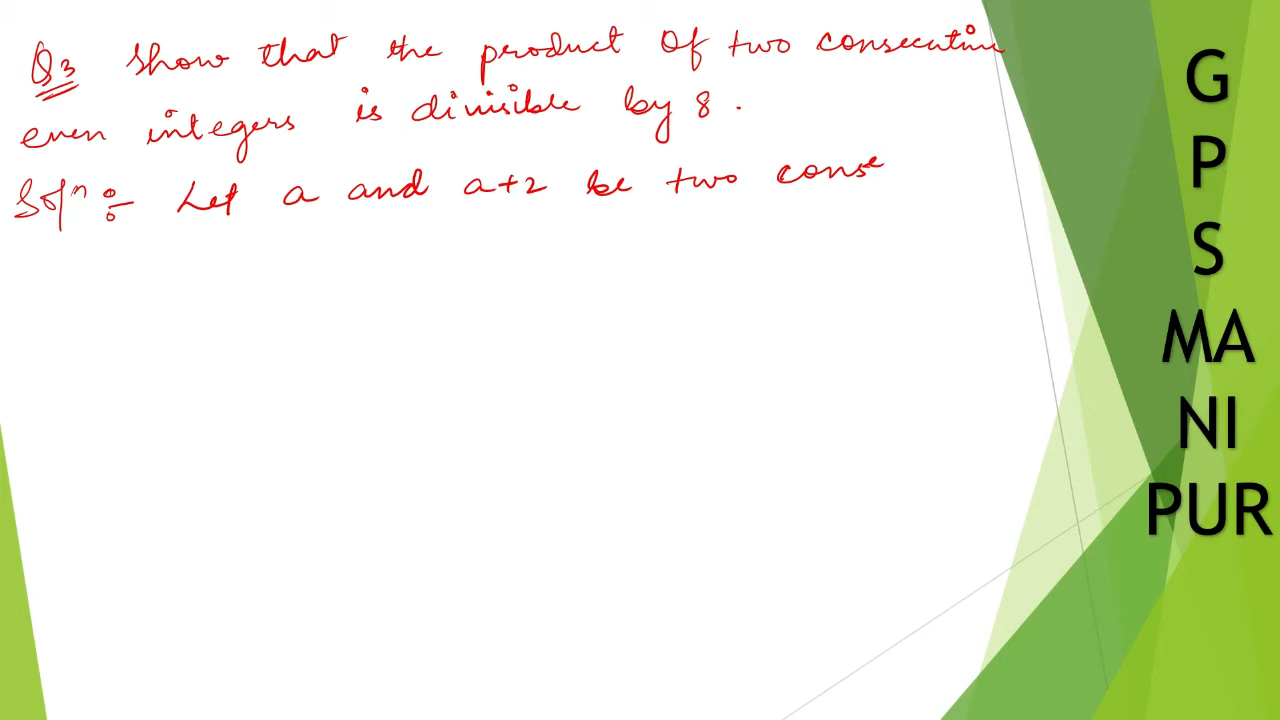 Q3 Show that the product of two consecutive
even integers is divisible by 8.
Solⁿ : Let a and a+2 be two conse
G
P
S
MA
NI
PUR